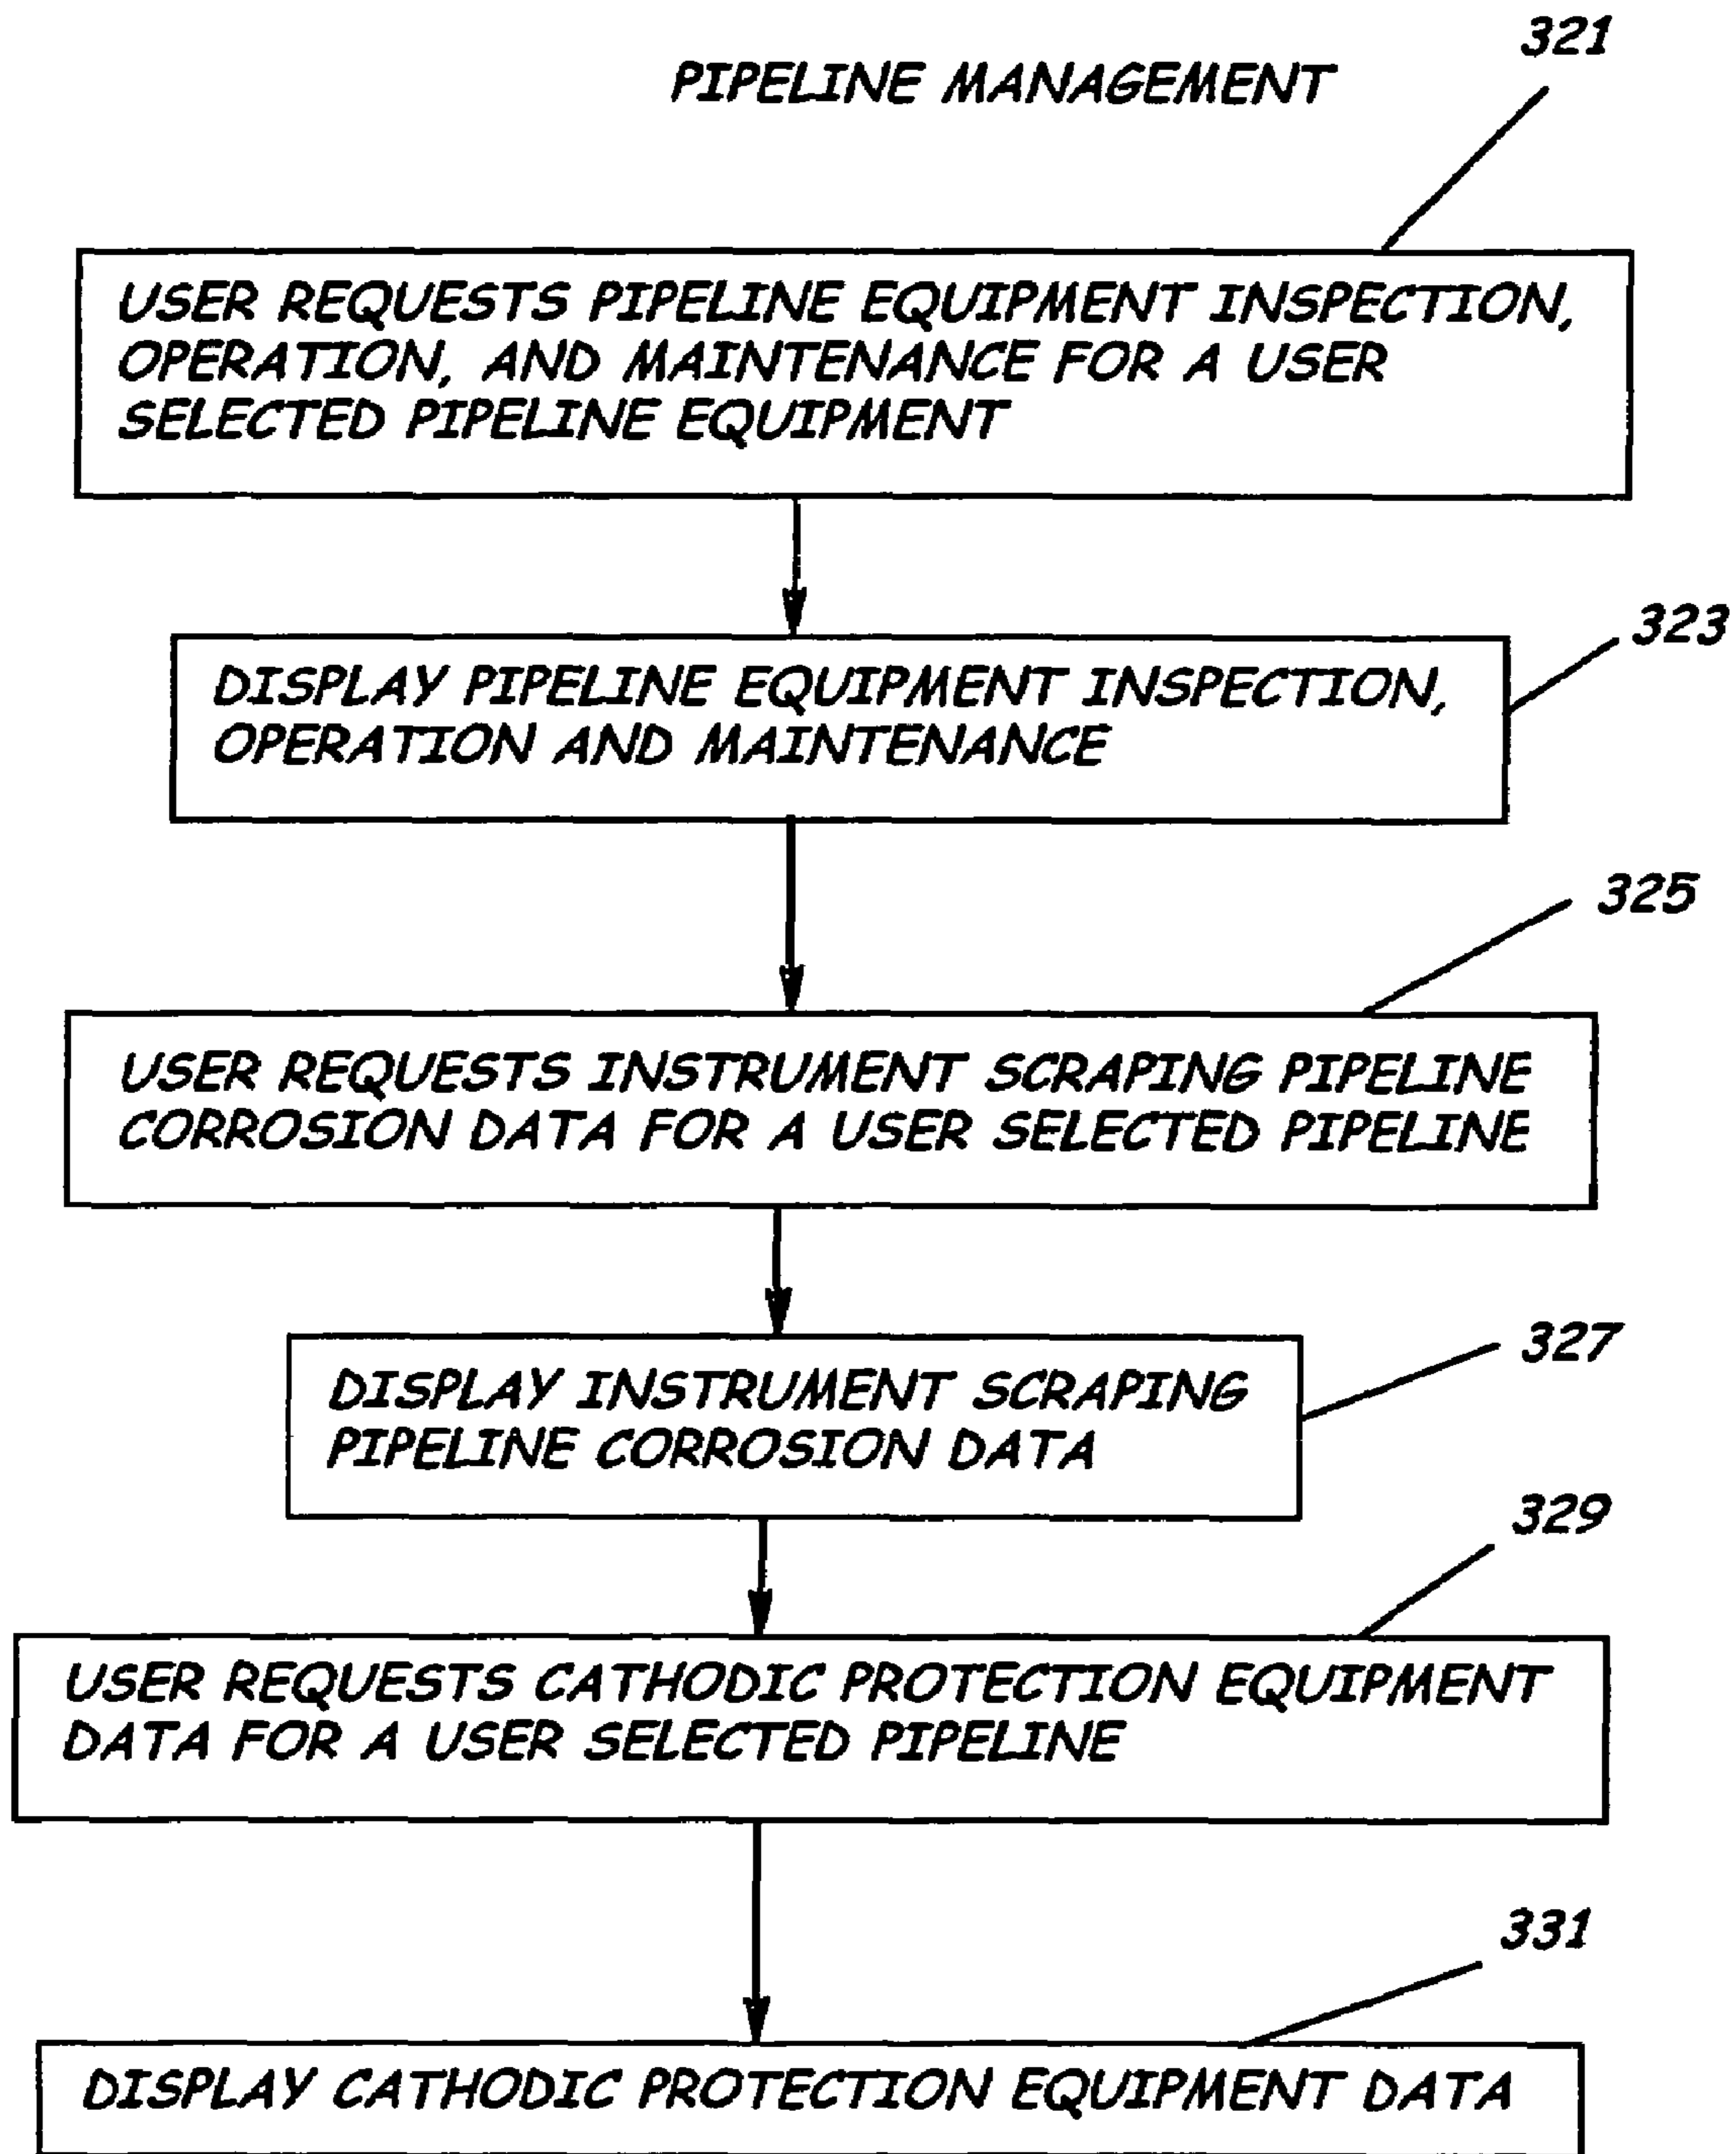 321
PIPELINE MANAGEMENT
USER REQUESTS PIPELINE EQUIPMENT INSPECTION,
OPERATION, AND MAINTENANCE FOR A USER
SELECTED PIPELINE EQUIPMENT
323
DISPLAY PIPELINE EQUIPMENT INSPECTION,
OPERATION AND MAINTENANCE
325
USER REQUESTS INSTRUMENT SCRAPING PIPELINE
CORROSION DATA FOR A USER SELECTED PIPELINE
327
DISPLAY INSTRUMENT SCRAPING
PIPELINE CORROSION DATA
329
USER REQUESTS CATHODIC PROTECTION EQUIPMENT
DATA FOR A USER SELECTED PIPELINE
331
DISPLAY CATHODIC PROTECTION EQUIPMENT DATA